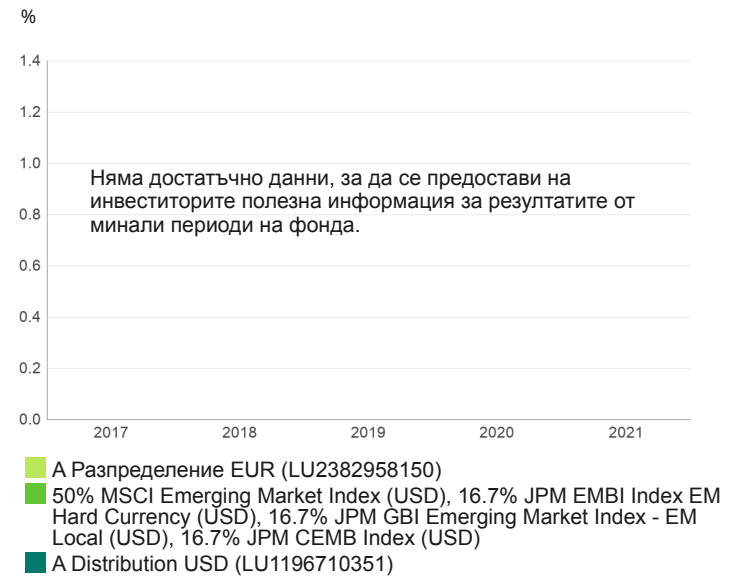 %
1.4
1.2
1.0
Няма достатъчно данни, за да се предостави на
инвеститорите полезна информация за резултатите от
минали периоди на фонда.
0.8
0.6
0.4
0.2
0.0
2017 2018 2019 2020 2021
А Разпределение EUR (LU2382958150)
50% MSCI Emerging Market Index (USD), 16.7% JPM EMBI Index EM
Hard Currency (USD), 16.7% JPM GBI Emerging Market Index - EM
Local (USD), 16.7% JPM CEMB Index (USD)
A Distribution USD (LU1196710351)